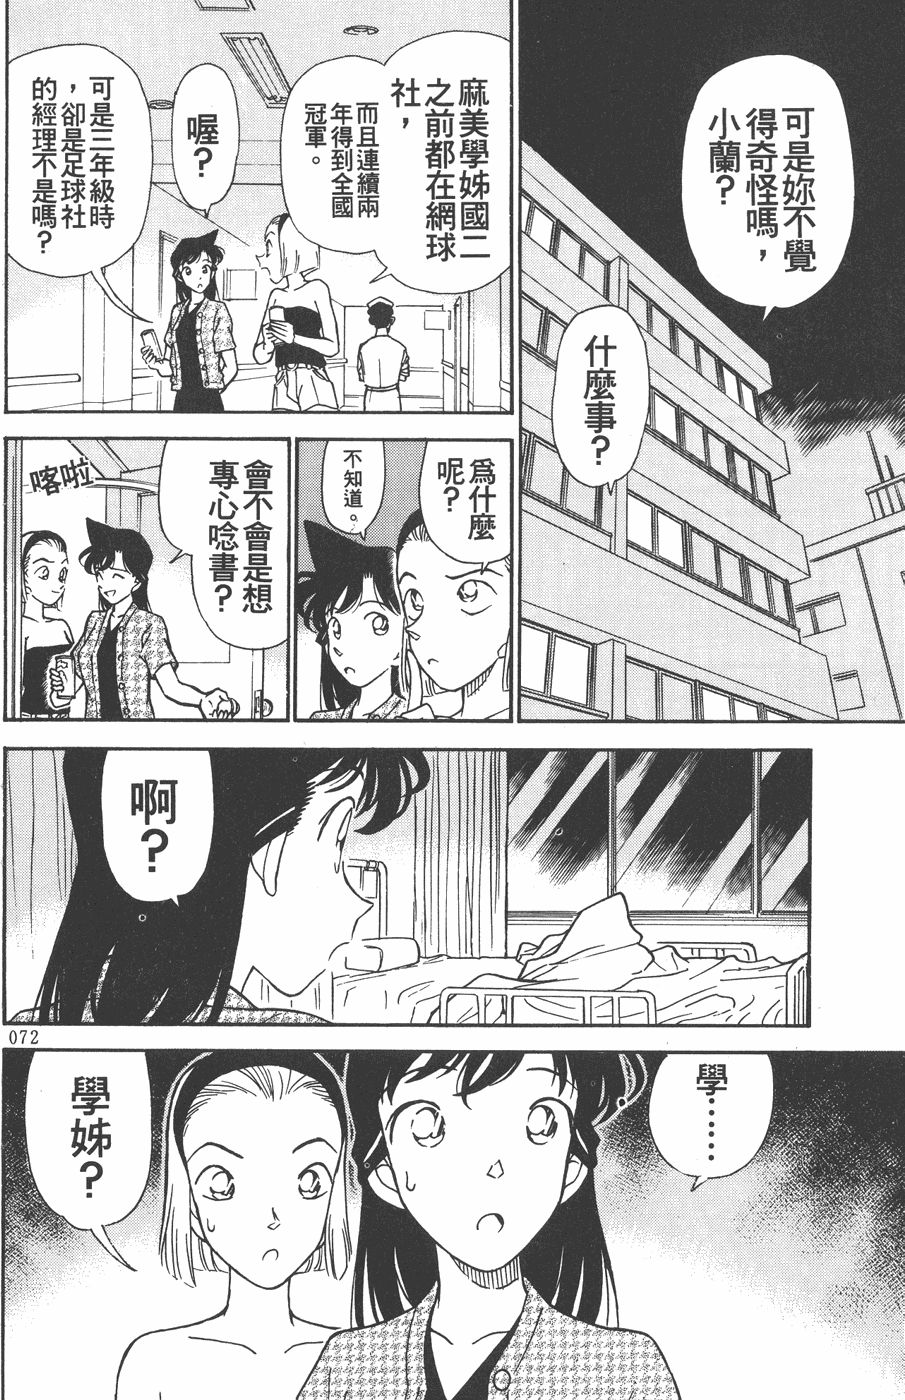 可是妳不覺
得奇怪嗎，
小蘭？
什麼事？
麻美學姊國二
之前都在網球
社，
而且連續兩
年得到全國
冠軍。
喔？
可是三年級時
，卻是足球社
的經理不是嗎？
為什麼
呢？
不知道。
會不會是想
專心唸書？
喀啦
啊？
072
學……
學姊？